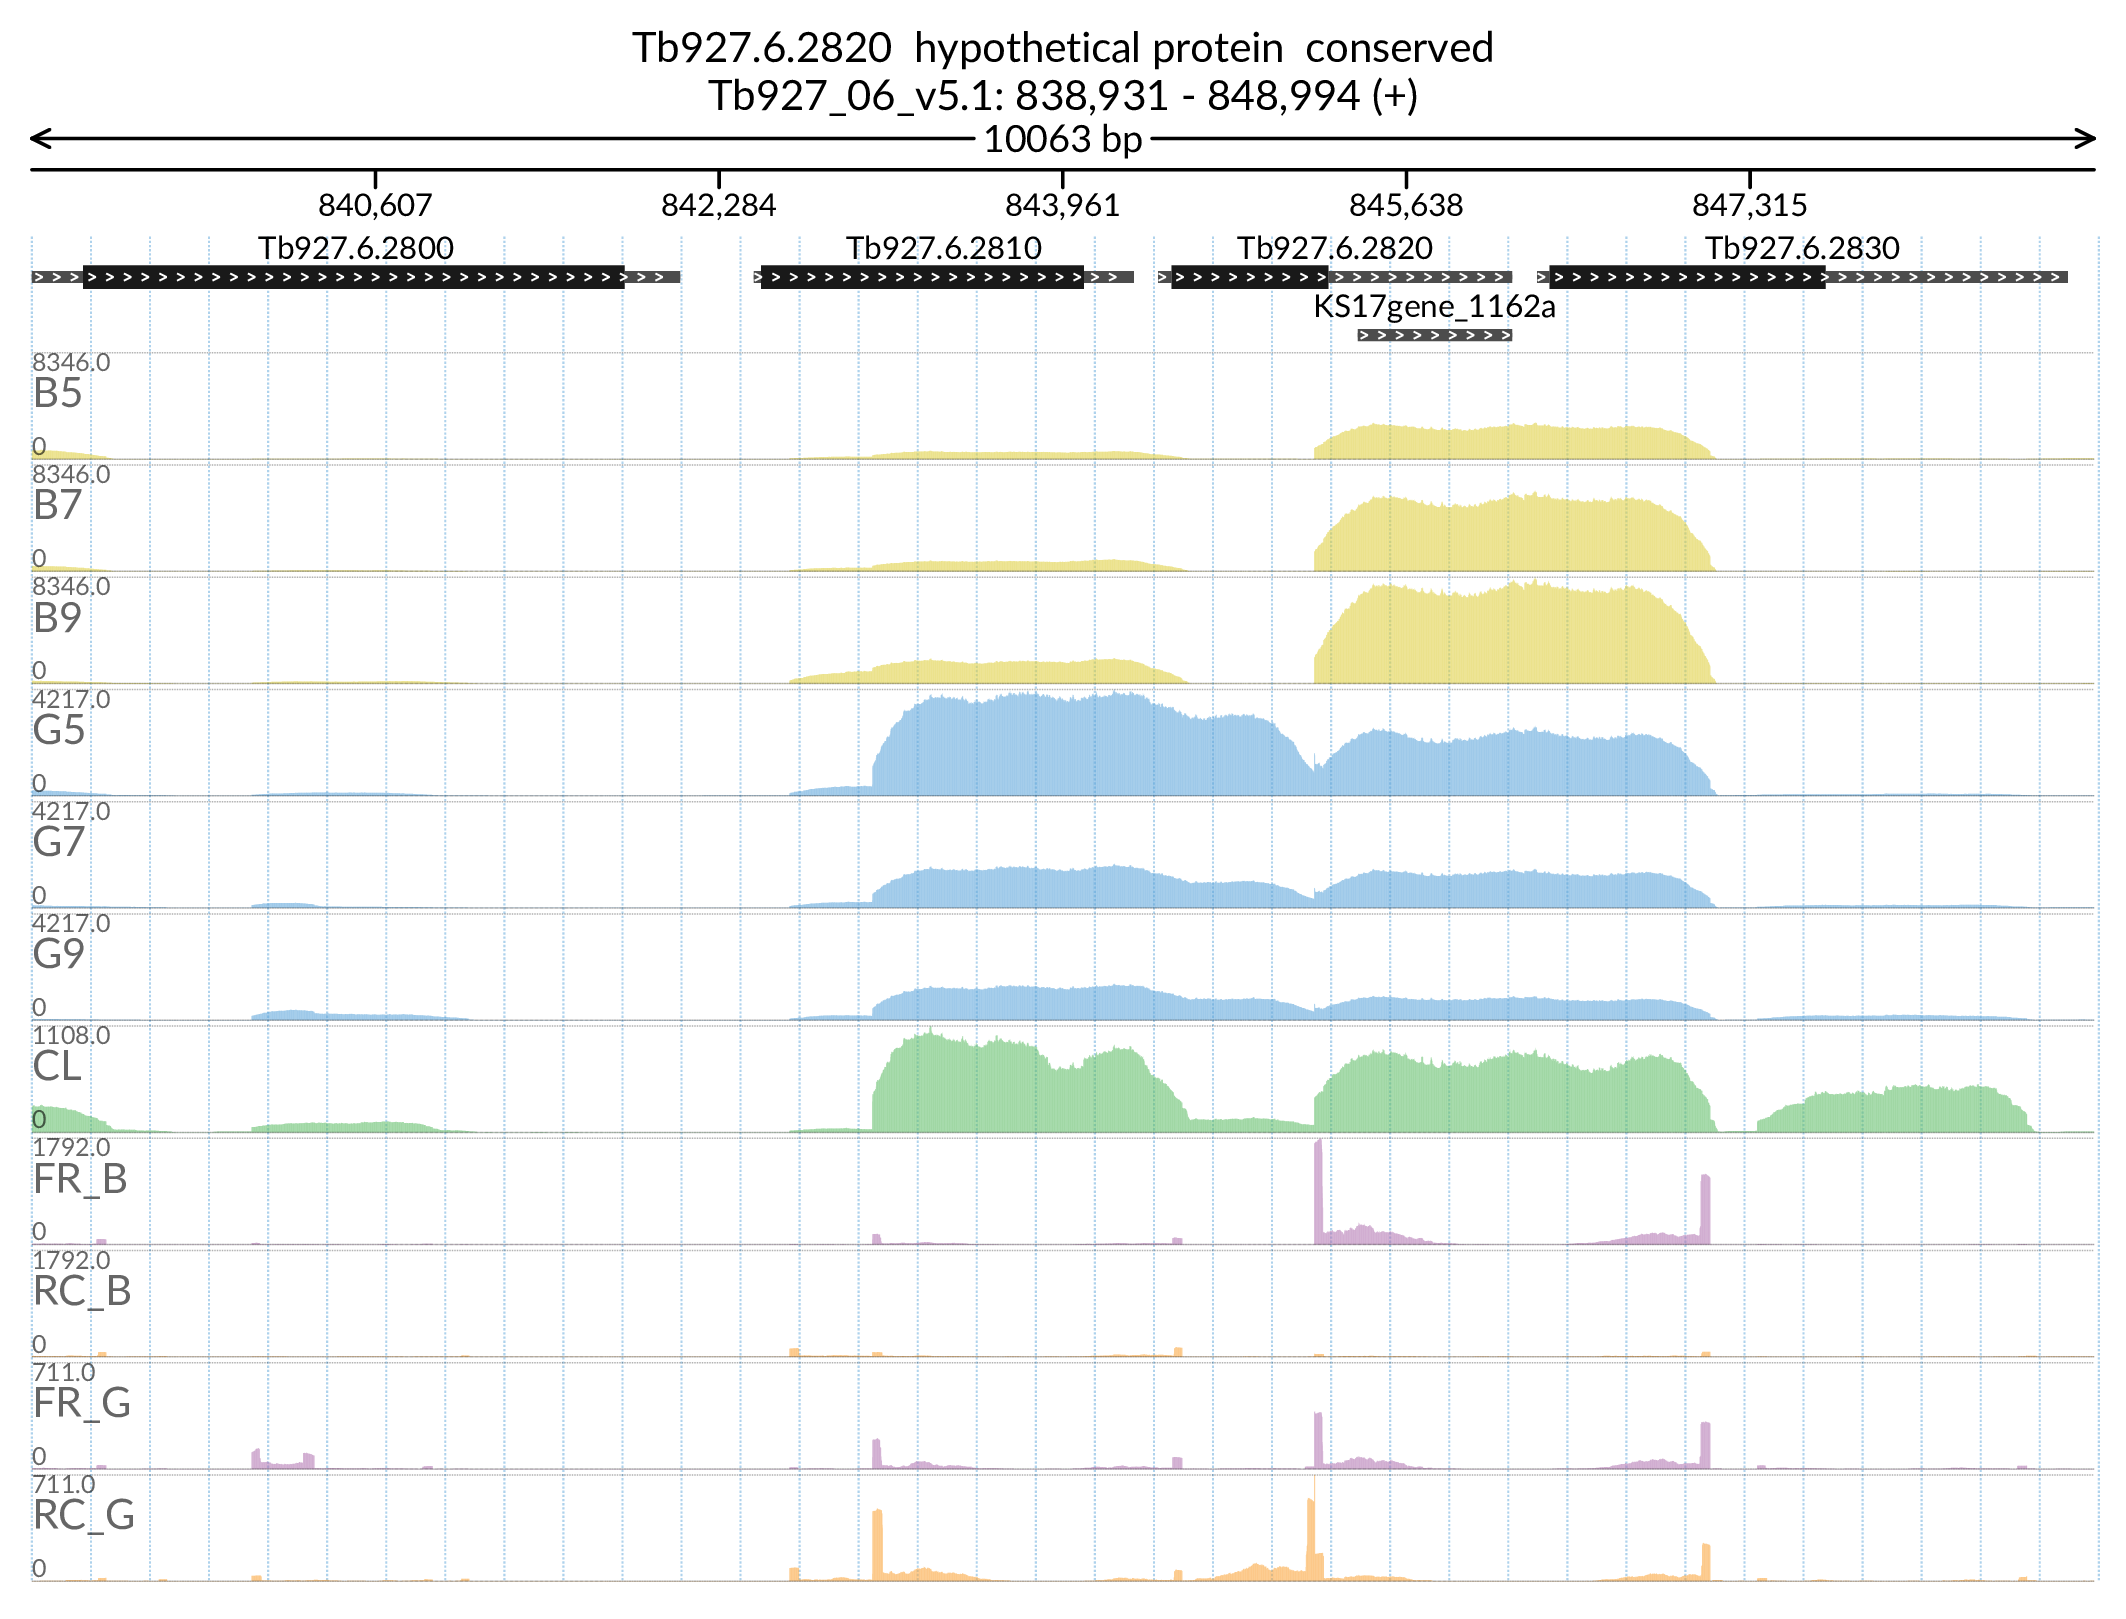 Tb927.6.2820  hypothetical protein  conserved
Tb927_06_v5.1: 838,931 - 848,994 (+)
10063 bp
840,607 842,284 843,961 845,638 847,315
Tb927.6.2800 Tb927.6.2810 Tb927.6.2820 Tb927.6.2830
KS17gene_1162a
8346.0
B5
0
8346.0
B7
0
8346.0
B9
0
4217.0
G5
0
4217.0
G7
0
4217.0
G9
0
1108.0
CL
0
1792.0
FR_B
0
1792.0
RC_B
0
711.0
FR_G
0
711.0
RC_G
0